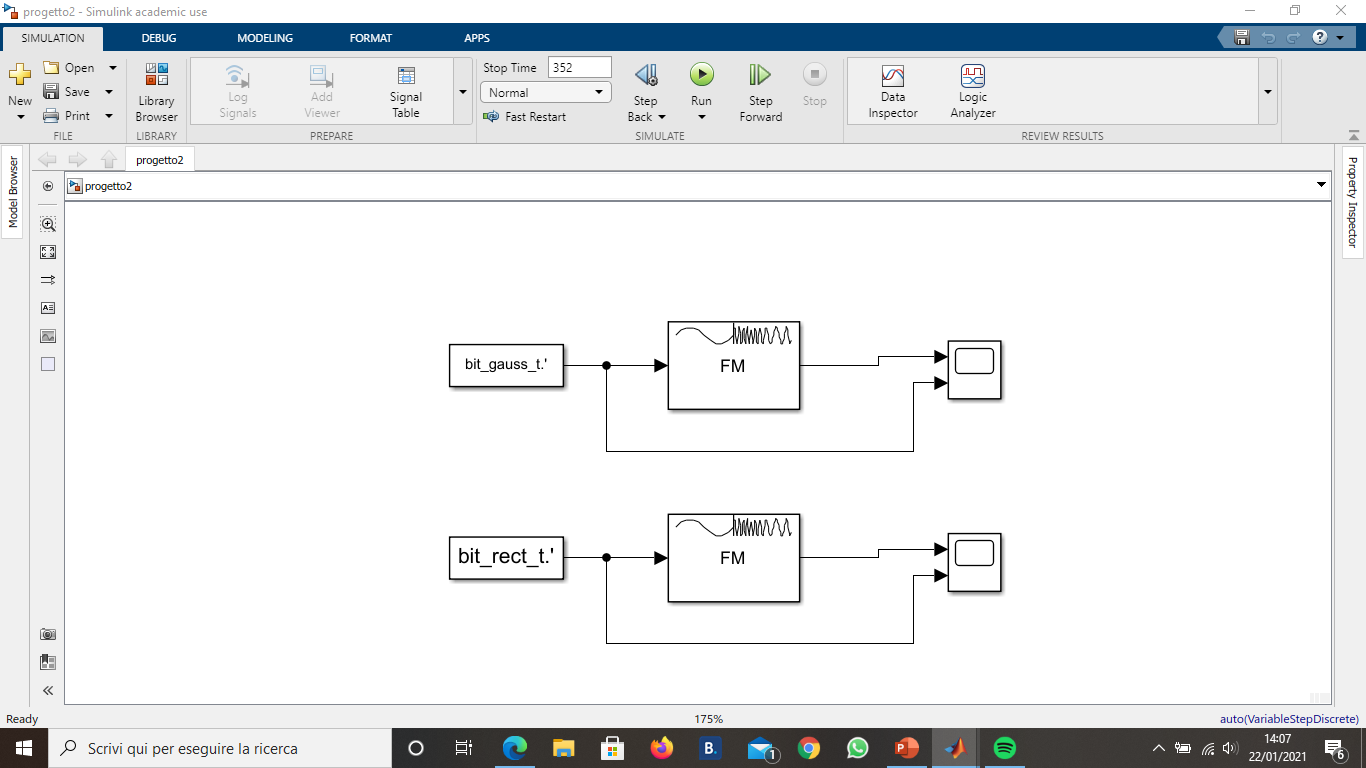 progetto2 - Simulink academic use
SIMULATION DEBUG MODELING FORMAT APPS
?
New
Open
Save
Print
FILE
Library
Browser
LIBRARY
Log
Signals
Add
Viewer
Signal
Table
PREPARE
Stop Time 352
Normal
Fast Restart
Step
Back
Run
Step
Forward
Stop
SIMULATE
Data
Inspector
Logic
Analyzer
REVIEW RESULTS
Model Browser
progetto2
progetto2
Property Inspector
A
bit_gauss_t.'
FM
bit_rect_t.'
FM
Ready 175% auto(VariableStepDiscrete)
Scrivi qui per eseguire la ricerca
B.
1
P
14:07
22/01/2021
6